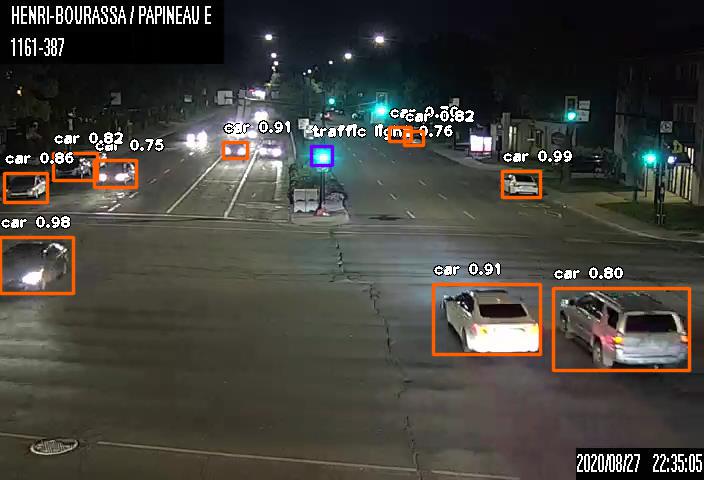 HENRI-BOURASSA / PAPINEAU E
1161-387
car 0.82
car 0.82
car 0.91
traffic light 0.76
car 0.75
car 0.86
car 0.99
car 0.98
car 0.91
car 0.80
2020/08/27 22:35:05